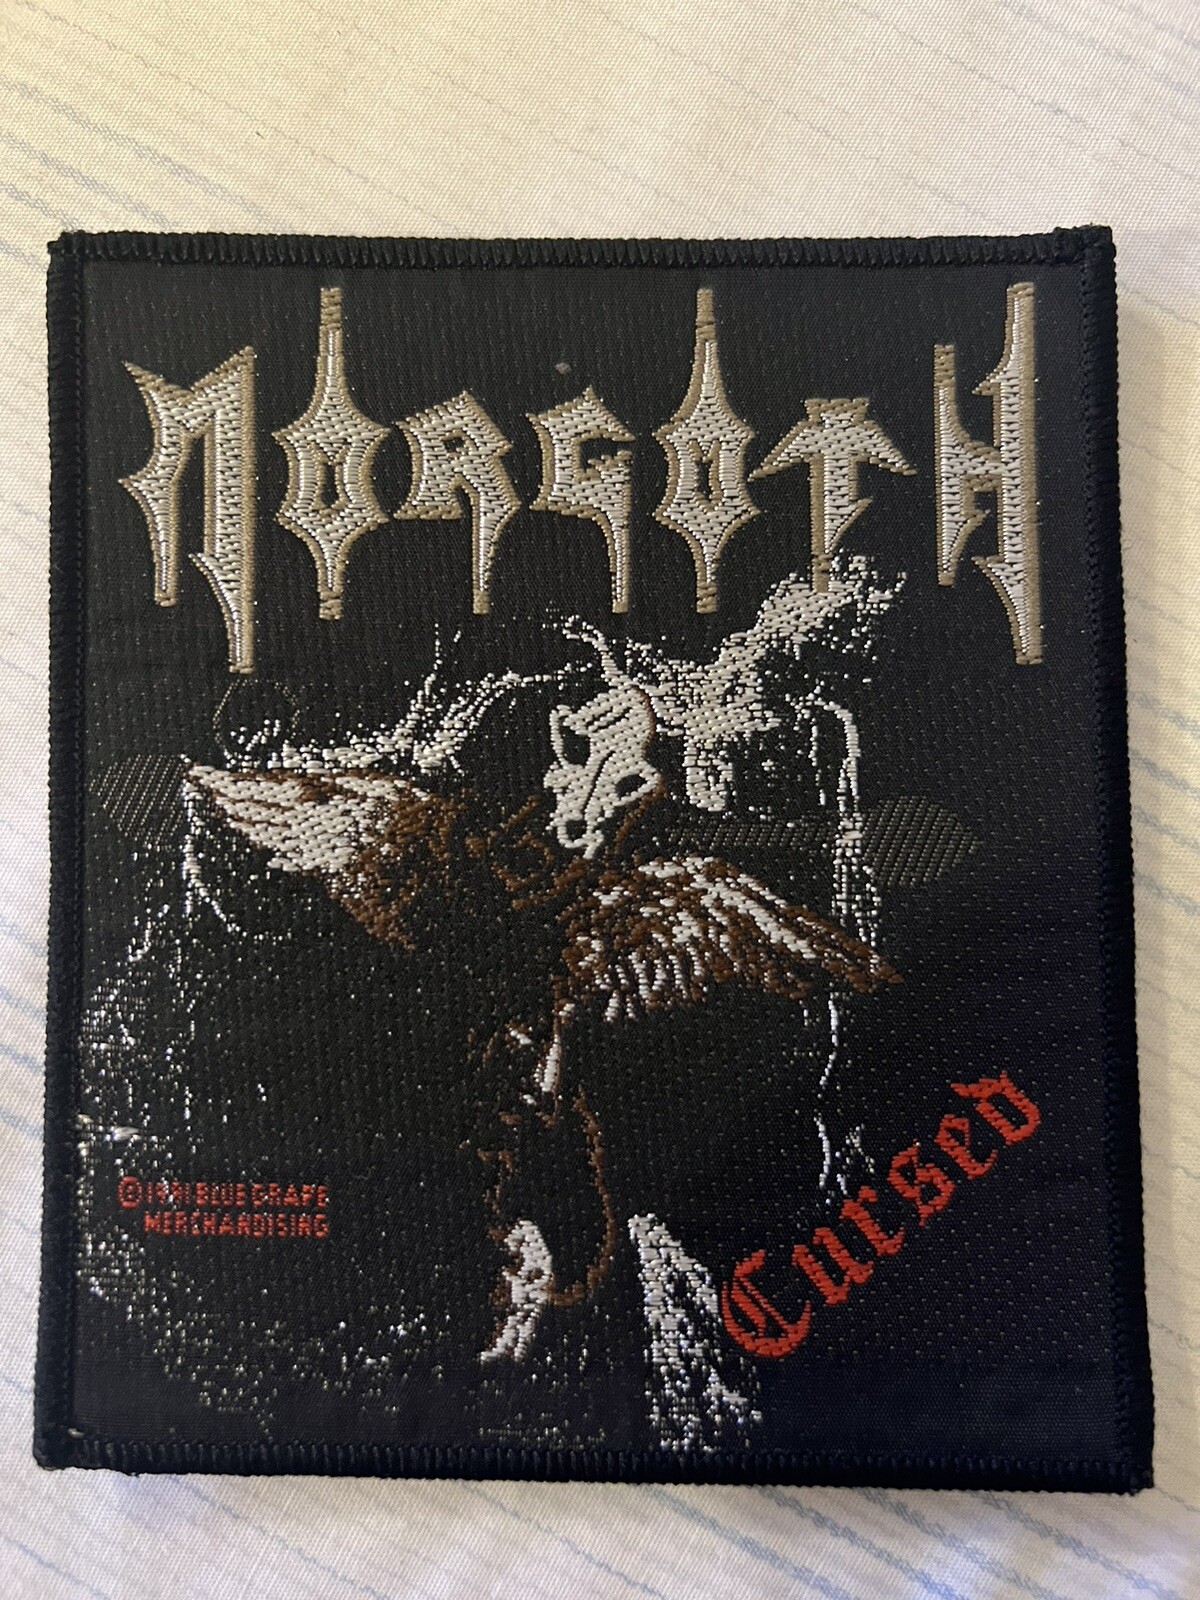 MORGOTH
Cursed
© 1991 BLUE GRAPE
MERCHANDISING